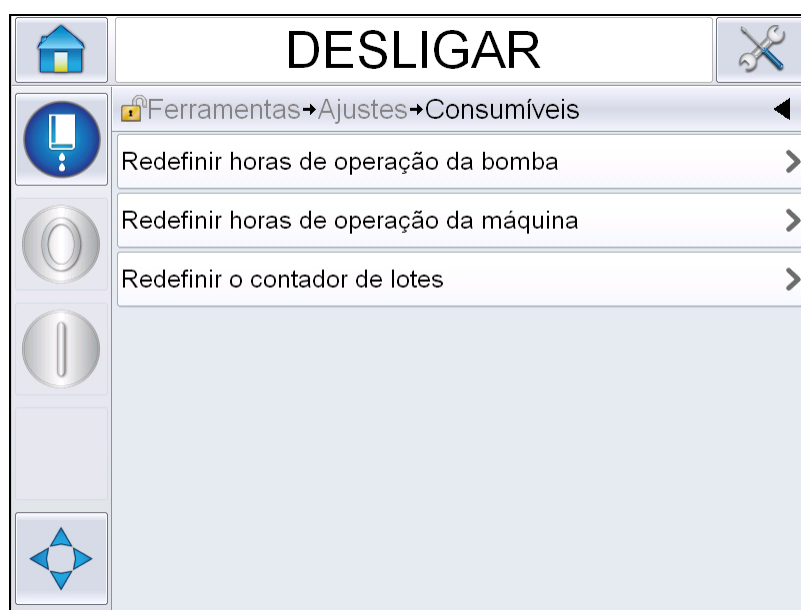 DESLIGAR
Ferramentas→Ajustes→Consumíveis
Redefinir horas de operação da bomba
Redefinir horas de operação da máquina
Redefinir o contador de lotes